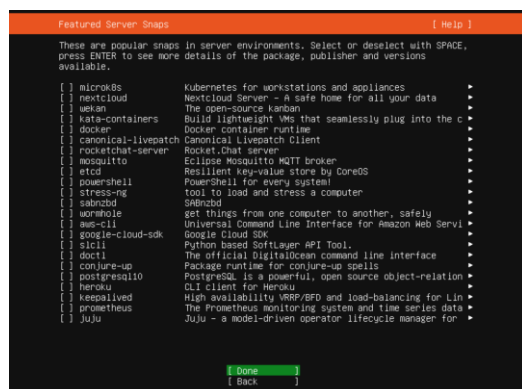 Featured Server Snaps [ Help ]
These are popular snaps in server environments. Select or deselect with SPACE,
press ENTER to see more details of the package, publisher and versions
available.
[ ] microk8s Kubernetes for workstations and appliances ▸
[ ] nextcloud Nextcloud Server - A safe home for all your data ▸
[ ] wekan The open-source kanban ▸
[ ] kata-containers Build lightweight VMs that seamlessly plug into the c ▸
[ ] docker Docker container runtime ▸
[ ] canonical-livepatch Canonical Livepatch Client ▸
[ ] rocketchat-server Rocket.Chat server ▸
[ ] mosquitto Eclipse Mosquitto MQTT broker ▸
[ ] etcd Resilient key-value store by CoreOS ▸
[ ] powershell PowerShell for every system! ▸
[ ] stress-ng tool to load and stress a computer ▸
[ ] sabnzbd SABnzbd ▸
[ ] wormhole get things from one computer to another, safely ▸
[ ] aws-cli Universal Command Line Interface for Amazon Web Servi ▸
[ ] google-cloud-sdk Google Cloud SDK ▸
[ ] slcli Python based SoftLayer API Tool. ▸
[ ] doctl The official DigitalOcean command line interface ▸
[ ] conjure-up Package runtime for conjure-up spells ▸
[ ] postgresql10 PostgreSQL is a powerful, open source object-relation ▸
[ ] heroku CLI client for Heroku ▸
[ ] keepalived High availability VRRP/BFD and load-balancing for Lin ▸
[ ] prometheus The Prometheus monitoring system and time series data ▸
[ ] juju Juju - a model-driven operator lifecycle manager for ▸
[ Done ]
[ Back ]